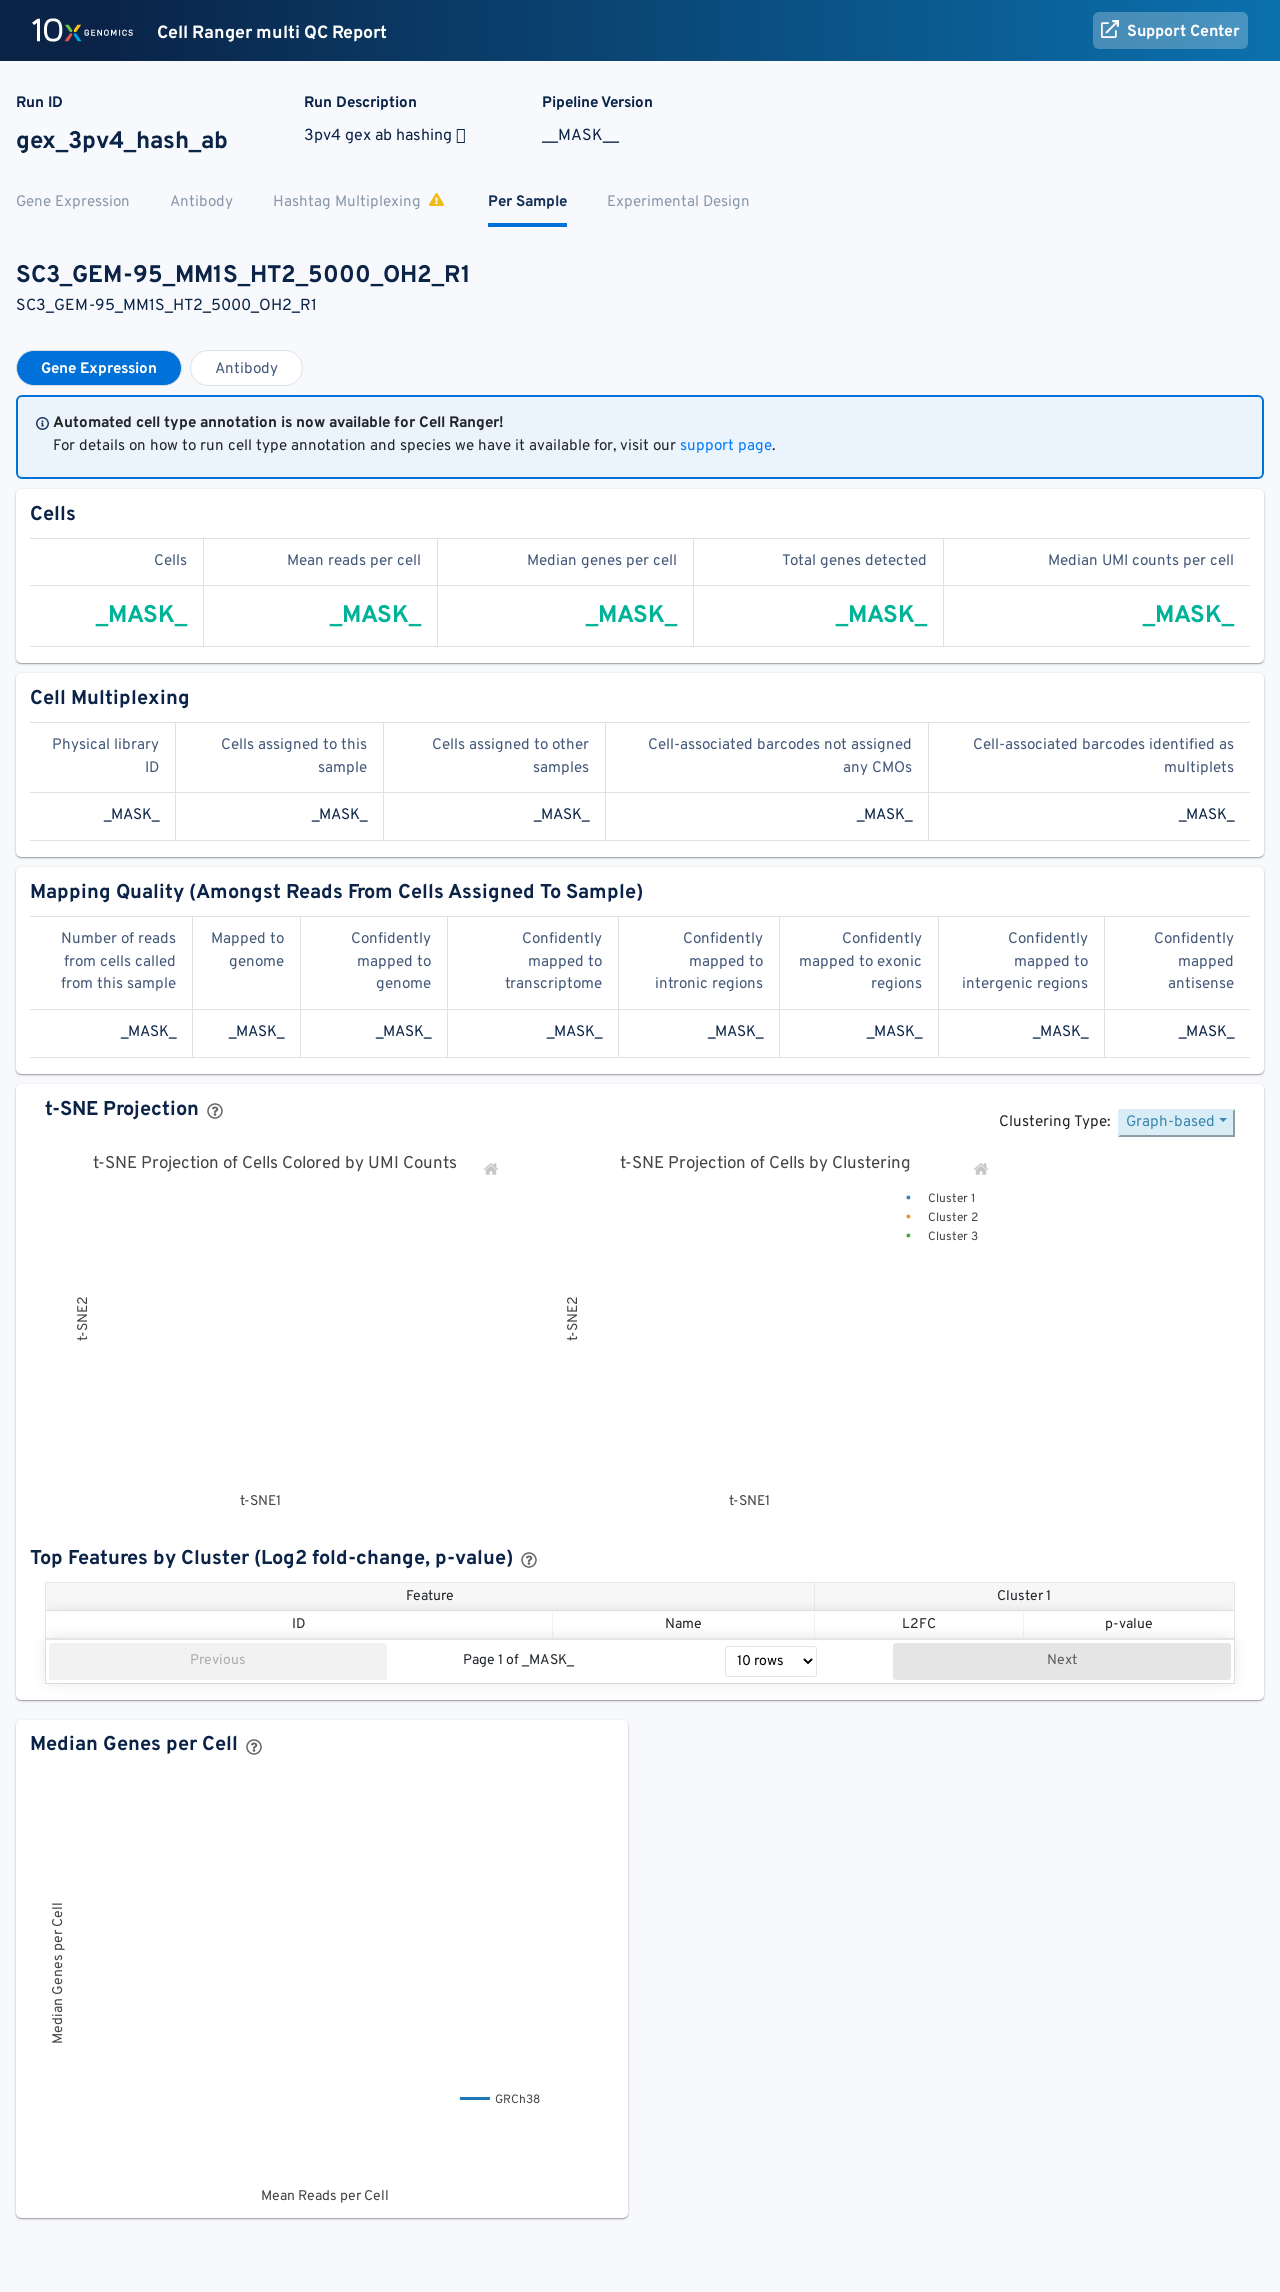 10x GENOMICS Cell Ranger multi QC Report Support Center
Run ID Run Description Pipeline Version
gex_3pv4_hash_ab 3pv4 gex ab hashing __MASK__
Gene Expression Antibody Hashtag Multiplexing Per Sample Experimental Design
SC3_GEM-95_MM1S_HT2_5000_OH2_R1
SC3_GEM-95_MM1S_HT2_5000_OH2_R1
Gene Expression Antibody
Automated cell type annotation is now available for Cell Ranger!
For details on how to run cell type annotation and species we have it available for, visit our support page.
Cells
Cells Mean reads per cell Median genes per cell Total genes detected Median UMI counts per cell
_MASK_ _MASK_ _MASK_ _MASK_ _MASK_
Cell Multiplexing
Physical library Cells assigned to this Cells assigned to other Cell-associated barcodes not assigned Cell-associated barcodes identified as
ID sample samples any CMOs multiplets
_MASK_ _MASK_ _MASK_ _MASK_ _MASK_
Mapping Quality (Amongst Reads From Cells Assigned To Sample)
Number of reads Mapped to Confidently Confidently Confidently Confidently Confidently Confidently
from cells called genome mapped to mapped to mapped to mapped to exonic mapped to mapped
from this sample genome transcriptome intronic regions regions intergenic regions antisense
_MASK_ _MASK_ _MASK_ _MASK_ _MASK_ _MASK_ _MASK_ _MASK_
t-SNE Projection
Clustering Type: Graph-based
t-SNE Projection of Cells Colored by UMI Counts t-SNE Projection of Cells by Clustering
Cluster 1
Cluster 2
Cluster 3
t-SNE2 t-SNE2
t-SNE1 t-SNE1
Top Features by Cluster (Log2 fold-change, p-value)
Feature Cluster 1
ID Name L2FC p-value
Previous Page 1 of _MASK_ 10 rows Next
Median Genes per Cell
Median Genes per Cell
GRCh38
Mean Reads per Cell